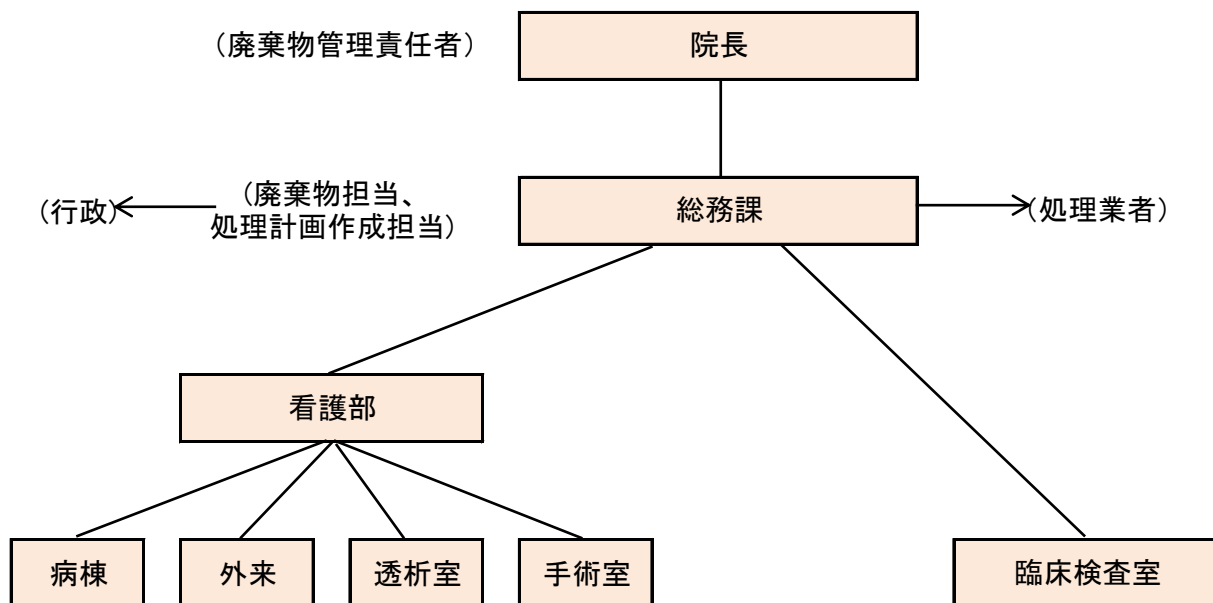 （廃棄物管理責任者）
院長
（行政）
（廃棄物担当、
処理計画作成担当）
総務課
（処理業者）
看護部
病棟
外来
透析室
手術室
臨床検査室